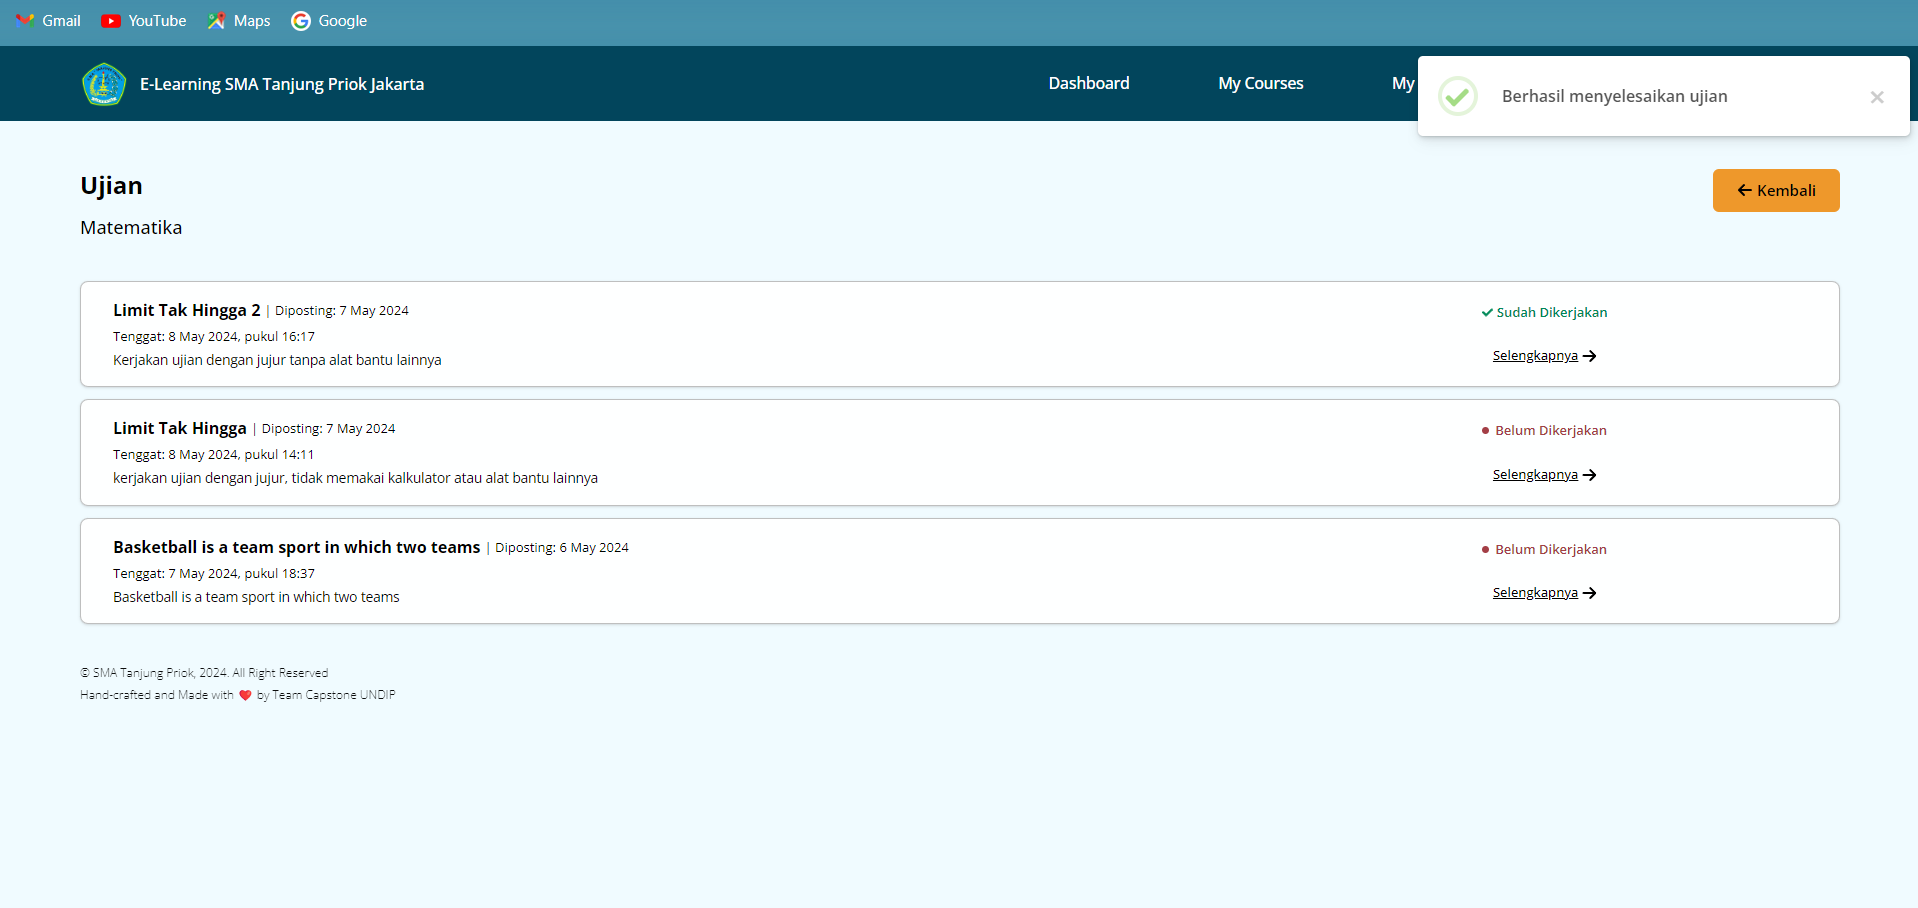 Gmail YouTube Maps Google
E-Learning SMA Tanjung Priok Jakarta Dashboard My Courses My
Berhasil menyelesaikan ujian ×
Ujian
Kembali
Matematika
Limit Tak Hingga 2 | Diposting: 7 May 2024
Sudah Dikerjakan
Tenggat: 8 May 2024, pukul 16:17
Kerjakan ujian dengan jujur tanpa alat bantu lainnya
Selengkapnya
Limit Tak Hingga | Diposting: 7 May 2024
Belum Dikerjakan
Tenggat: 8 May 2024, pukul 14:11
kerjakan ujian dengan jujur, tidak memakai kalkulator atau alat bantu lainnya
Selengkapnya
Basketball is a team sport in which two teams | Diposting: 6 May 2024
Belum Dikerjakan
Tenggat: 7 May 2024, pukul 18:37
Basketball is a team sport in which two teams
Selengkapnya
© SMA Tanjung Priok, 2024. All Right Reserved
Hand-crafted and Made with ❤ by Team Capstone UNDIP